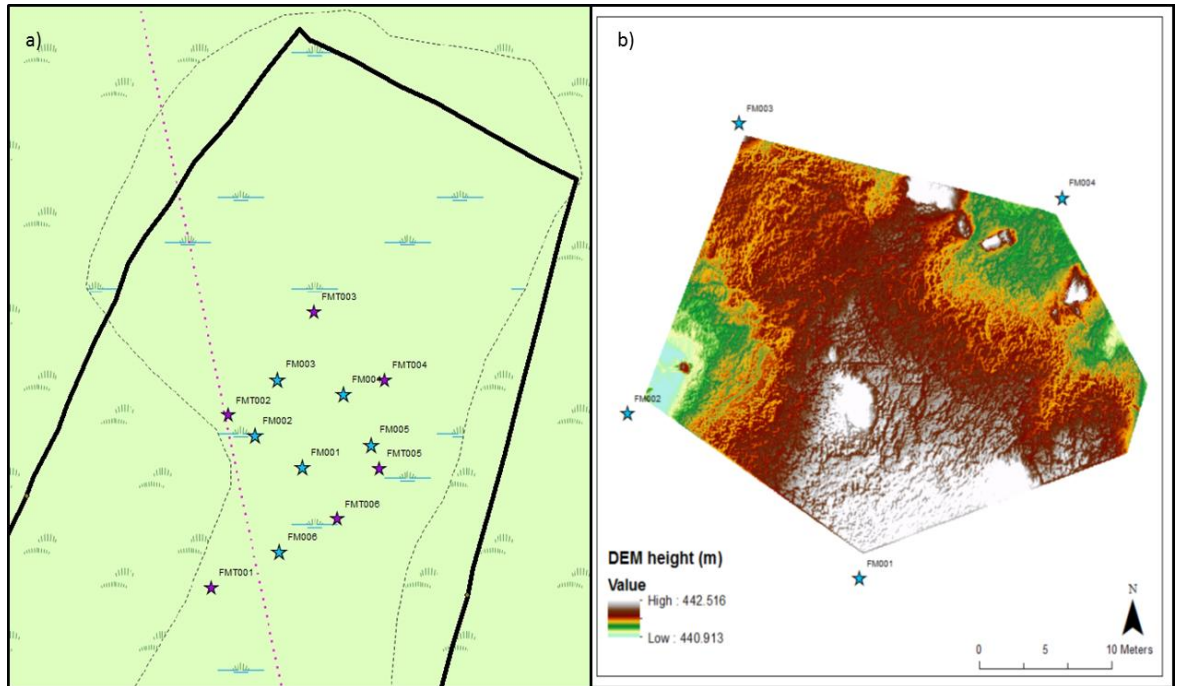 a)
FMT003
FM003
FMT04
FM004
FMT002
FM002
FM005
FM001
FMT005
FMT006
FM006
FMT001
b)
FM003
FM004
FM002
FM001
DEM height (m)
Value
High : 442.516
Low : 440.913
N
0 5 10 Meters